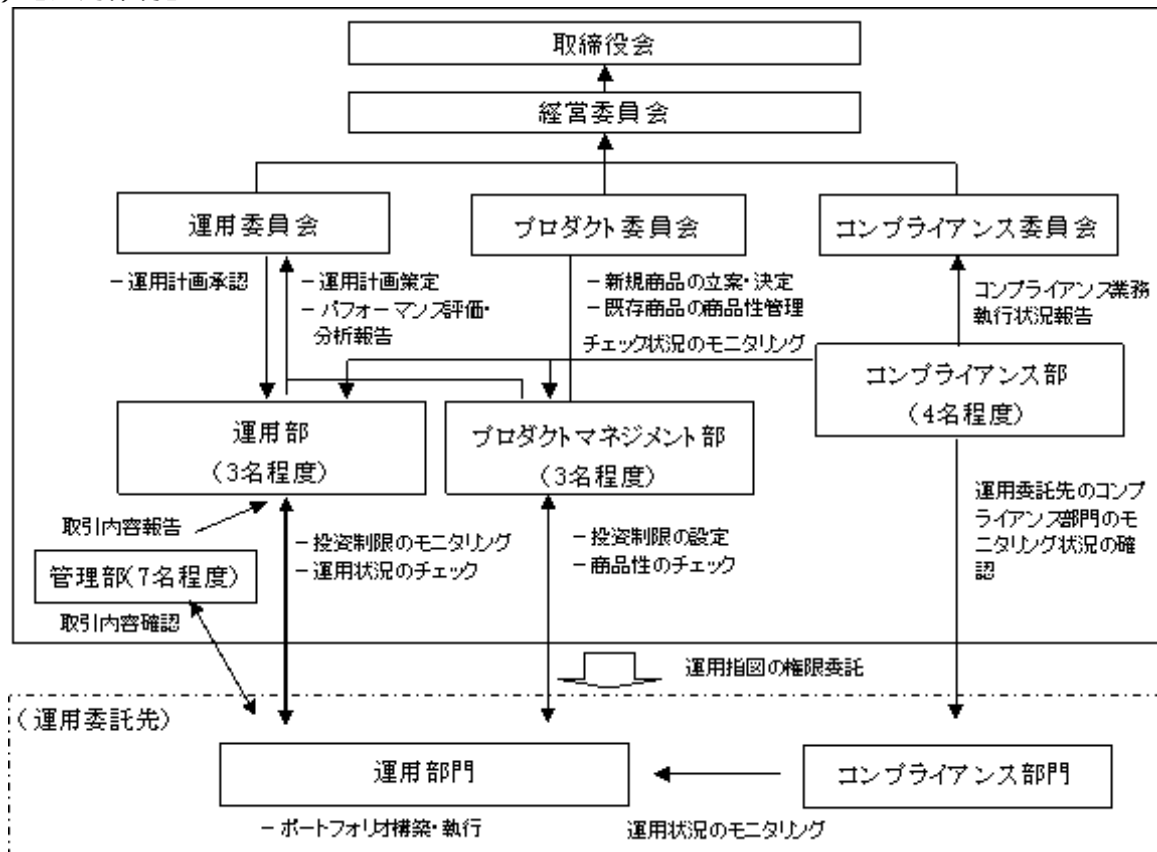 取締役会
経営委員会
運用委員会
プロダクト委員会
コンプライアンス委員会
－運用計画承認
－運用計画策定
－パフォーマンス評価・
分析報告
－新規商品の立案・決定
－既存商品の商品性管理
コンプライアンス業務
執行状況報告
チェック状況のモニタリング
運用部
（3名程度）
プロダクトマネジメント部
（3名程度）
コンプライアンス部
（4名程度）
取引内容報告
管理部（7名程度）
取引内容確認
－投資制限のモニタリング
－運用状況のチェック
－投資制限の設定
－商品性のチェック
運用委託先のコンプ
ライアンス部門のモ
ニタリング状況の確
認
運用指図の権限委託
（運用委託先）
運用部門
コンプライアンス部門
－ポートフォリオ構築・執行
運用状況のモニタリング